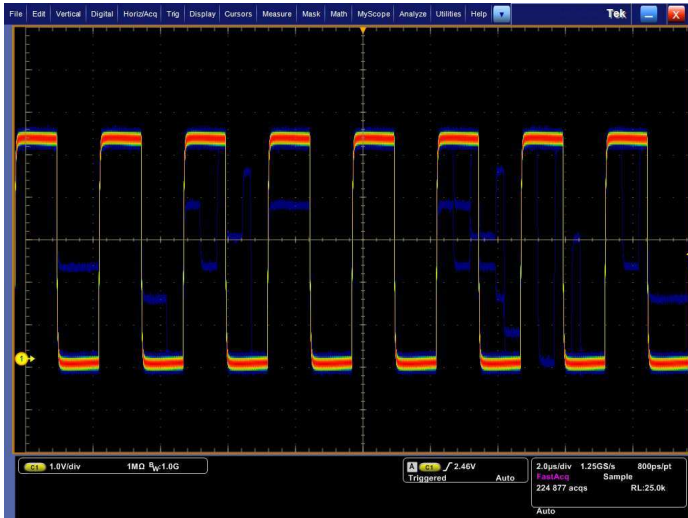 File Edit Vertical Digital Horiz/Acq Trig Display Cursors Measure Mask Math MyScope Analyze Utilities Help Tek X
1
C1 1.0V/div 1MΩ BW:1.0G
A C1 2.46V
Triggered Auto
2.0µs/div 1.25GS/s 800ps/pt
FastAcq Sample
224 877 acqs RL:25.0k
Auto